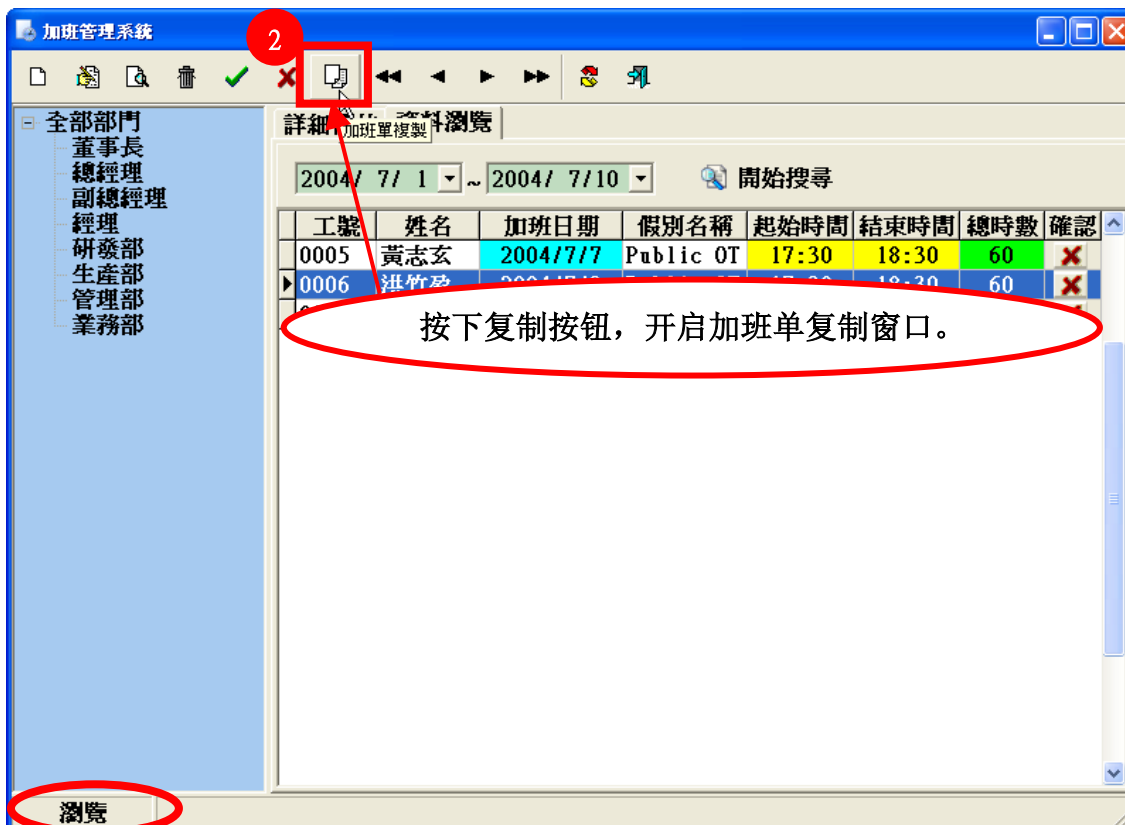 加班管理系統
2
全部部門
董事長
總經理
副總經理
經理
研發部
生產部
管理部
業務部
詳細 資料瀏覽
加班單複製
2004/ 7/ 1 ~ 2004/ 7/10 開始搜尋
工號 姓名 加班日期 假別名稱 起始時間 結束時間 總時數 確認
0005 黃志玄 2004/7/7 Public OT 17:30 18:30 60
0006 洪竹盈 18:30 60
按下复制按钮，开启加班单复制窗口。
瀏覽